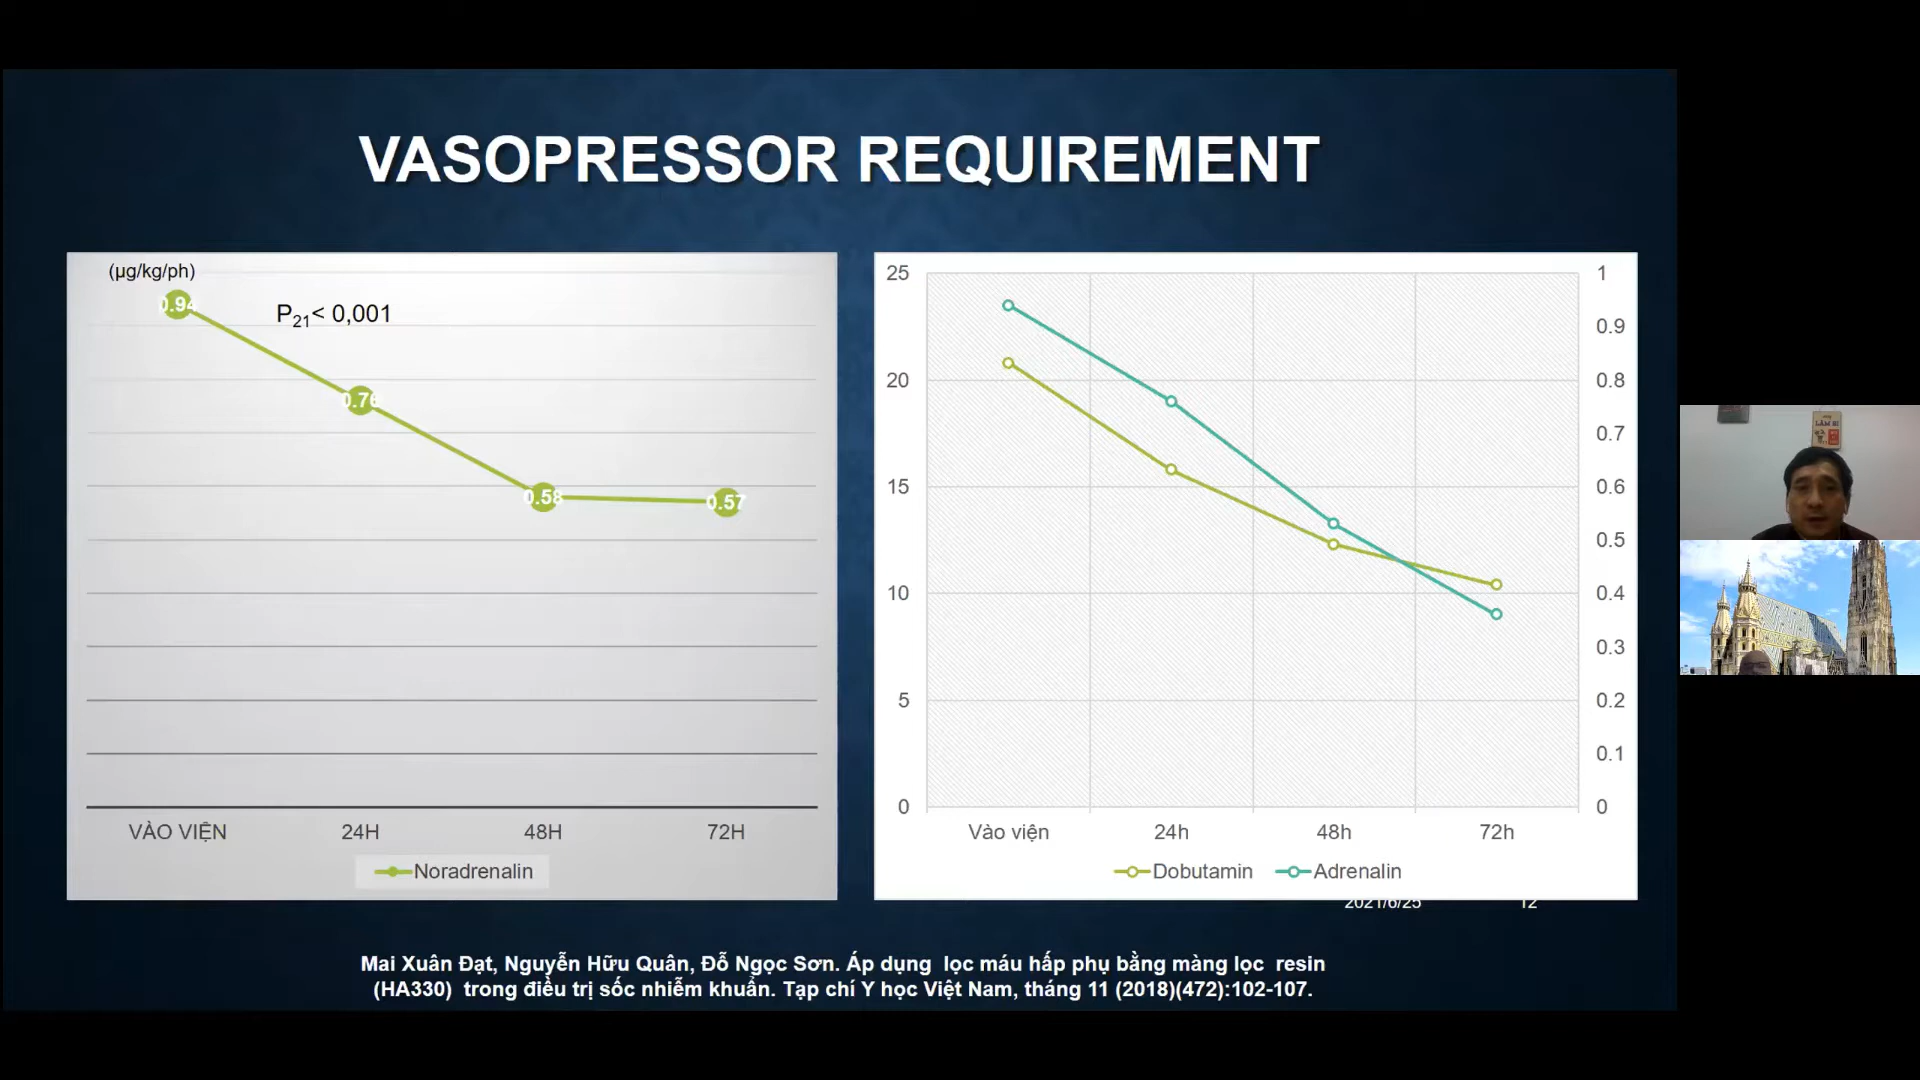 VASOPRESSOR REQUIREMENT
(µg/kg/ph)
P21< 0,001
0.94
0.76
0.58
0.57
VÀO VIỆN 24H 48H 72H
Noradrenalin
25
20
15
10
5
0
1
0.9
0.8
0.7
0.6
0.5
0.4
0.3
0.2
0.1
0
Vào viện 24h 48h 72h
Dobutamin Adrenalin
2021/6/25 12
Mai Xuân Đạt, Nguyễn Hữu Quân, Đỗ Ngọc Sơn. Áp dụng lọc máu hấp phụ bằng màng lọc resin
(HA330) trong điều trị sốc nhiễm khuẩn. Tạp chí Y học Việt Nam, tháng 11 (2018)(472):102-107.